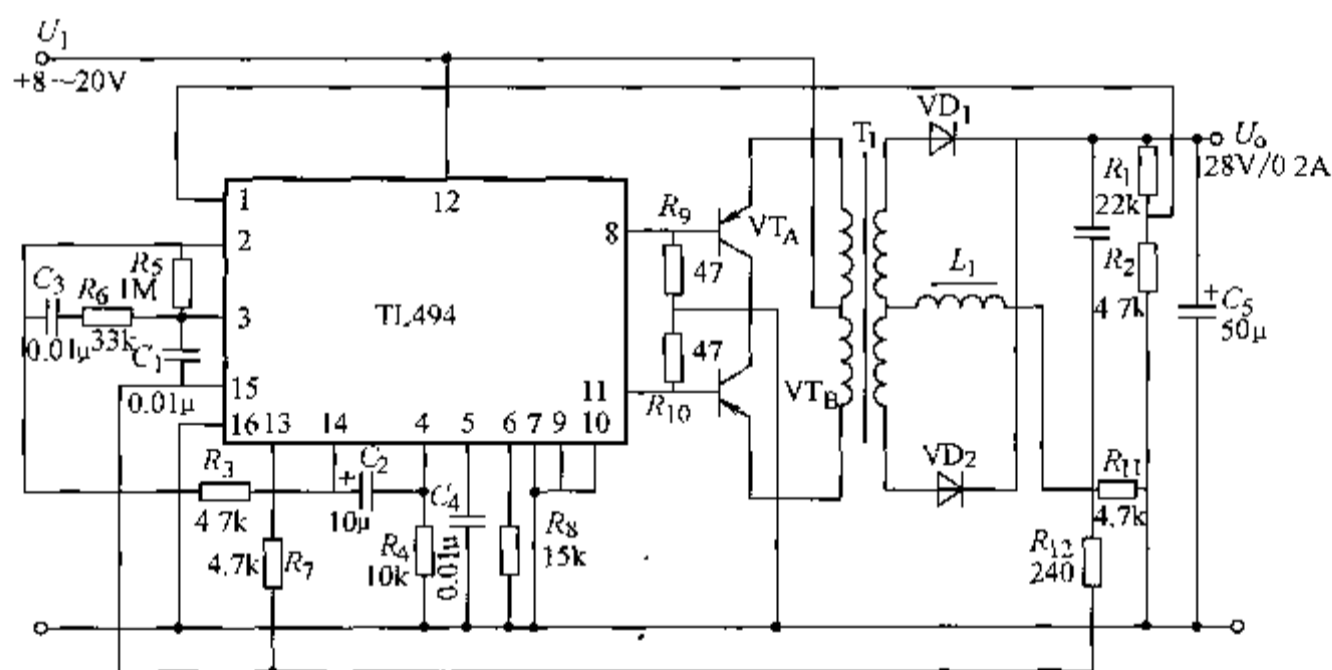 U1
+8~20V
1
2
3
15
16
13
14
4
5
6
7
9
10
11
8
12
TL494
C3
0.01μ
R6
33k
R5
1M
C1
0.01μ
R3
4.7k
4.7k
R7
C2
+
10μ
R4
10k
C4
0.01μ
R8
15k
R9
47
47
R10
VTA
VTB
T1
VD1
VD2
L1
Uo
28V/0 2A
R1
22k
R2
4 7k
+
C5
50μ
R11
4.7k
R12
240